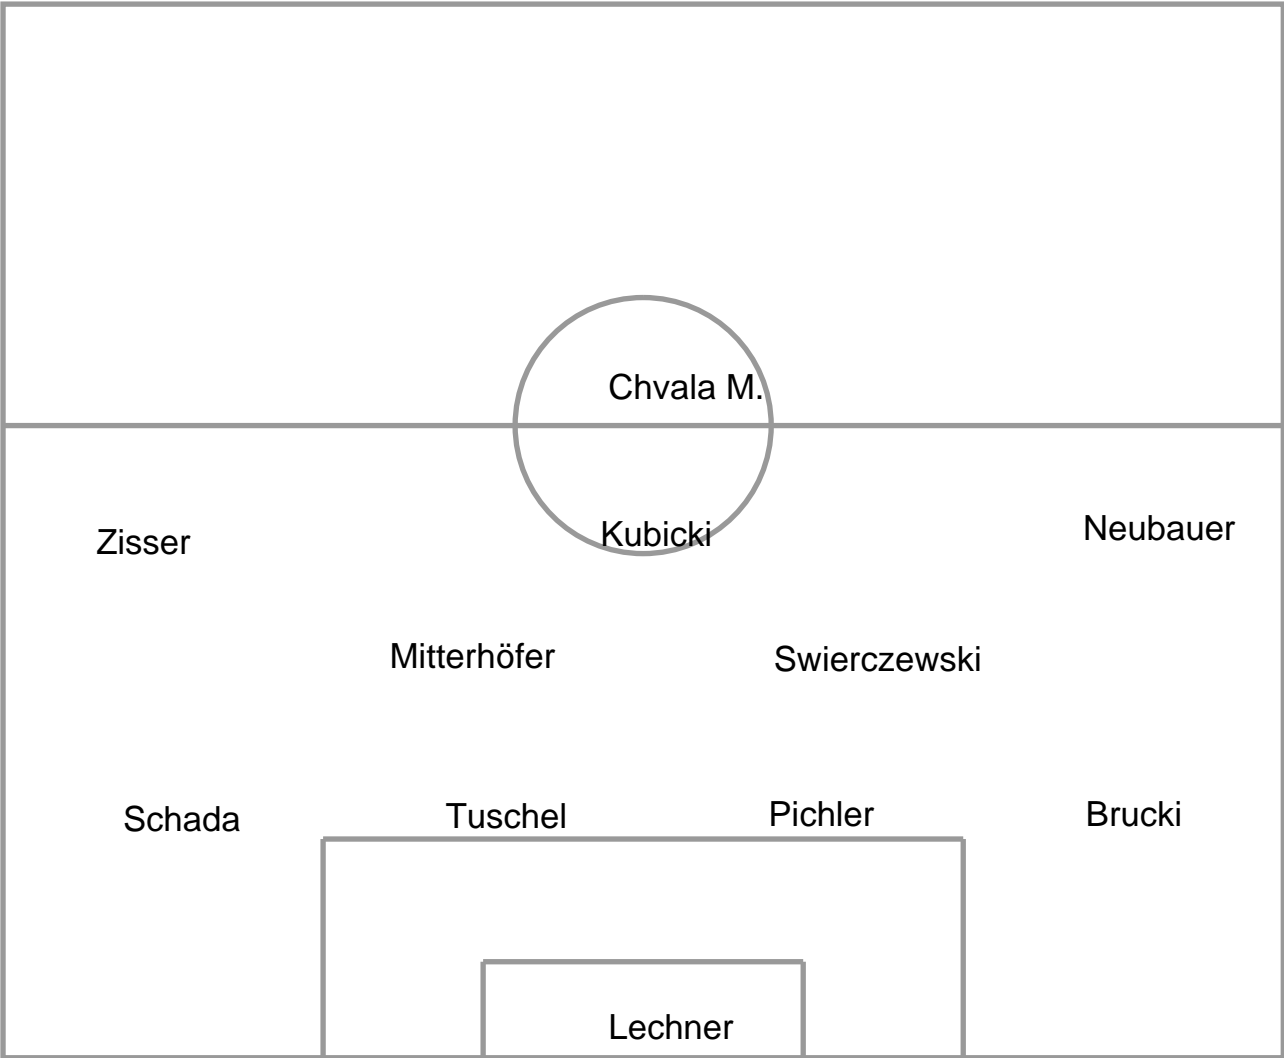 Chvala M.
Zisser
Kubicki
Neubauer
Mitterhöfer
Swierczewski
Schada
Tuschel
Pichler
Brucki
Lechner